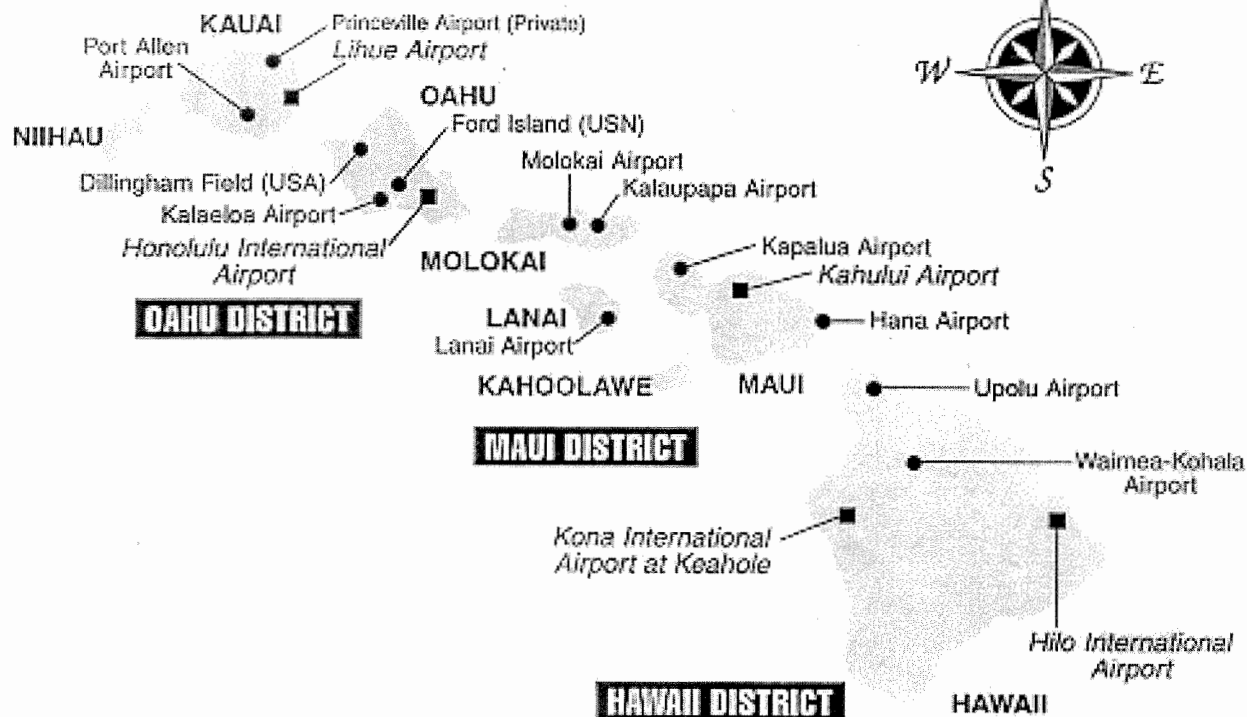 KAUAI
Princeville Airport (Private)
Port Allen
Airport
Lihue Airport
OAHU
NIIHAU
Ford Island (USN)
Dillingham Field (USA)
Kalaeloa Airport
Honolulu International
Airport
OAHU DISTRICT
Molokai Airport
Kalaupapa Airport
MOLOKAI
Kapalua Airport
Kahului Airport
LANAI
Lanai Airport
Hana Airport
KAHOOLAWE
MAUI
MAUI DISTRICT
Upolu Airport
Waimea-Kohala
Airport
Kona International
Airport at Keahole
Hilo International
Airport
HAWAII DISTRICT
HAWAII
W
E
S